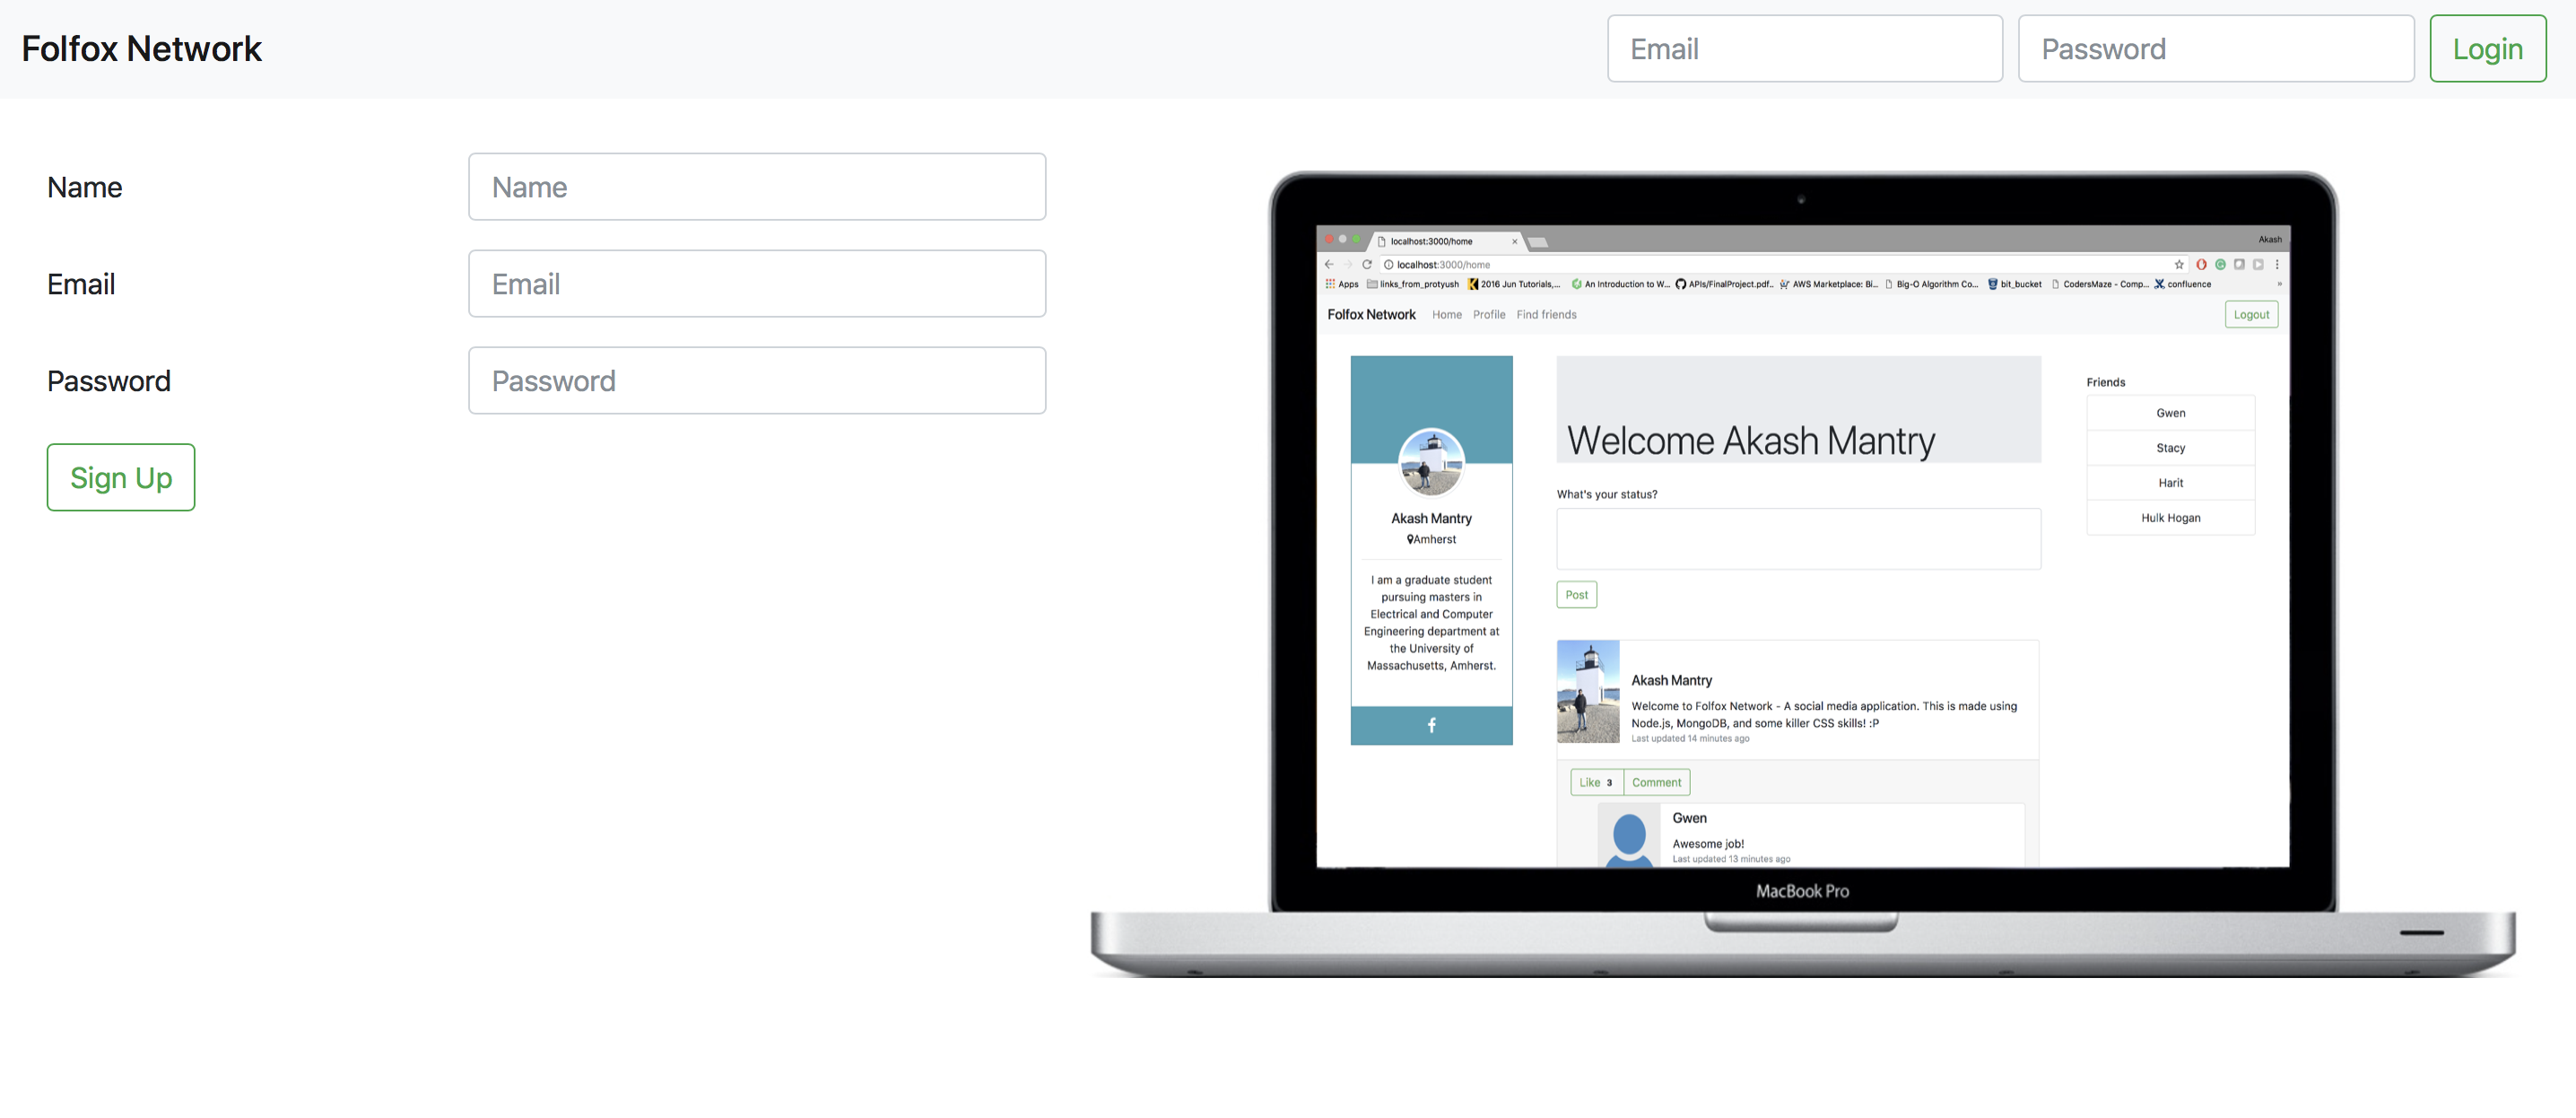 Folfox Network
Email
Password
Login
Name
Name
Email
Email
Password
Password
Sign Up
localhost:3000/home
Akash
localhost:3000/home
Apps links_from_protyush 2016 Jun Tutorials,... An Introduction to W... APIs/FinalProject.pdf... AWS Marketplace: Bi... Big-O Algorithm Co... bit_bucket CodersMaze - Comp... confluence »
Folfox Network Home Profile Find friends Logout
Akash Mantry
Amherst
I am a graduate student
pursuing masters in
Electrical and Computer
Engineering department at
the University of
Massachusetts, Amherst.
Welcome Akash Mantry
What's your status?
Post
Akash Mantry
Welcome to Folfox Network - A social media application. This is made using
Node.js, MongoDB, and some killer CSS skills! :P
Last updated 14 minutes ago
Like 3 Comment
Gwen
Awesome job!
Last updated 13 minutes ago
Friends
Gwen
Stacy
Harit
Hulk Hogan
MacBook Pro